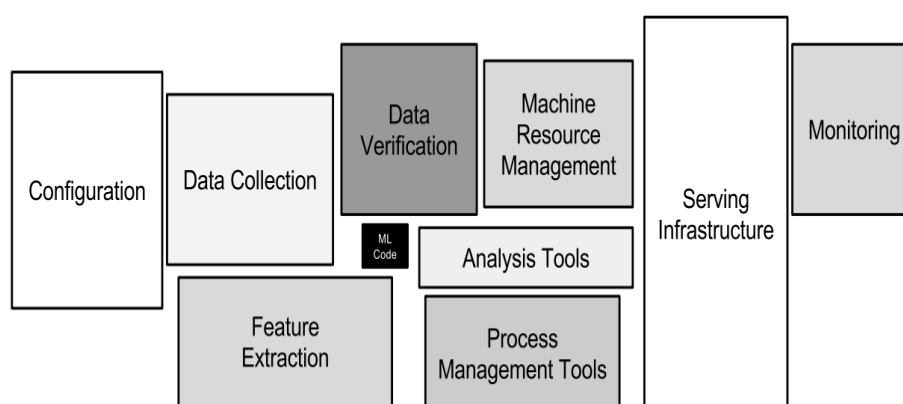 Configuration
Data Collection
Data
Verification
Machine
Resource
Management
Monitoring
Serving
Infrastructure
ML
Code
Analysis Tools
Feature
Extraction
Process
Management Tools